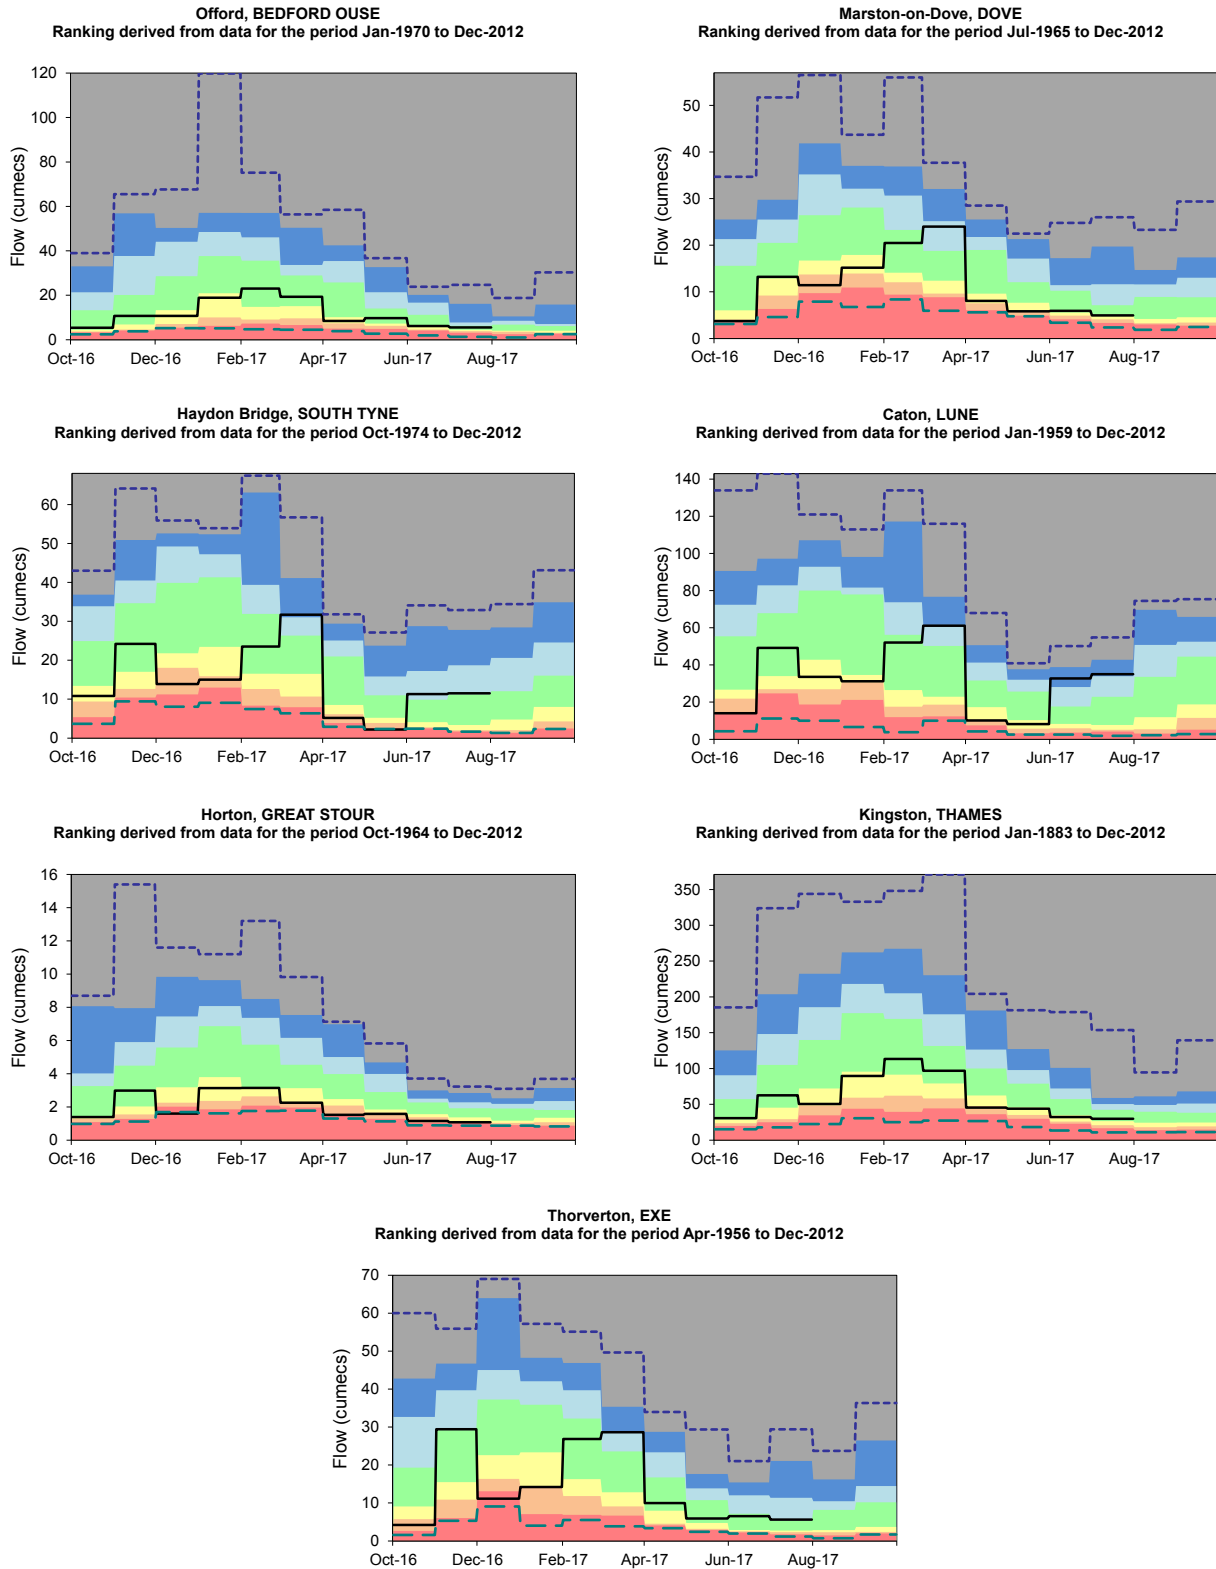 Offord, BEDFORD OUSE
Ranking derived from data for the period Jan-1970 to Dec-2012
120
100
80
60
40
20
0
Flow (cumecs)
Oct-16 Dec-16 Feb-17 Apr-17 Jun-17 Aug-17
Marston-on-Dove, DOVE
Ranking derived from data for the period Jul-1965 to Dec-2012
50
40
30
20
10
0
Flow (cumecs)
Oct-16 Dec-16 Feb-17 Apr-17 Jun-17 Aug-17
Haydon Bridge, SOUTH TYNE
Ranking derived from data for the period Oct-1974 to Dec-2012
60
50
40
30
20
10
0
Flow (cumecs)
Oct-16 Dec-16 Feb-17 Apr-17 Jun-17 Aug-17
Caton, LUNE
Ranking derived from data for the period Jan-1959 to Dec-2012
140
120
100
80
60
40
20
0
Flow (cumecs)
Oct-16 Dec-16 Feb-17 Apr-17 Jun-17 Aug-17
Horton, GREAT STOUR
Ranking derived from data for the period Oct-1964 to Dec-2012
16
14
12
10
8
6
4
2
0
Flow (cumecs)
Oct-16 Dec-16 Feb-17 Apr-17 Jun-17 Aug-17
Kingston, THAMES
Ranking derived from data for the period Jan-1883 to Dec-2012
350
300
250
200
150
100
50
0
Flow (cumecs)
Oct-16 Dec-16 Feb-17 Apr-17 Jun-17 Aug-17
Thorverton, EXE
Ranking derived from data for the period Apr-1956 to Dec-2012
70
60
50
40
30
20
10
0
Flow (cumecs)
Oct-16 Dec-16 Feb-17 Apr-17 Jun-17 Aug-17